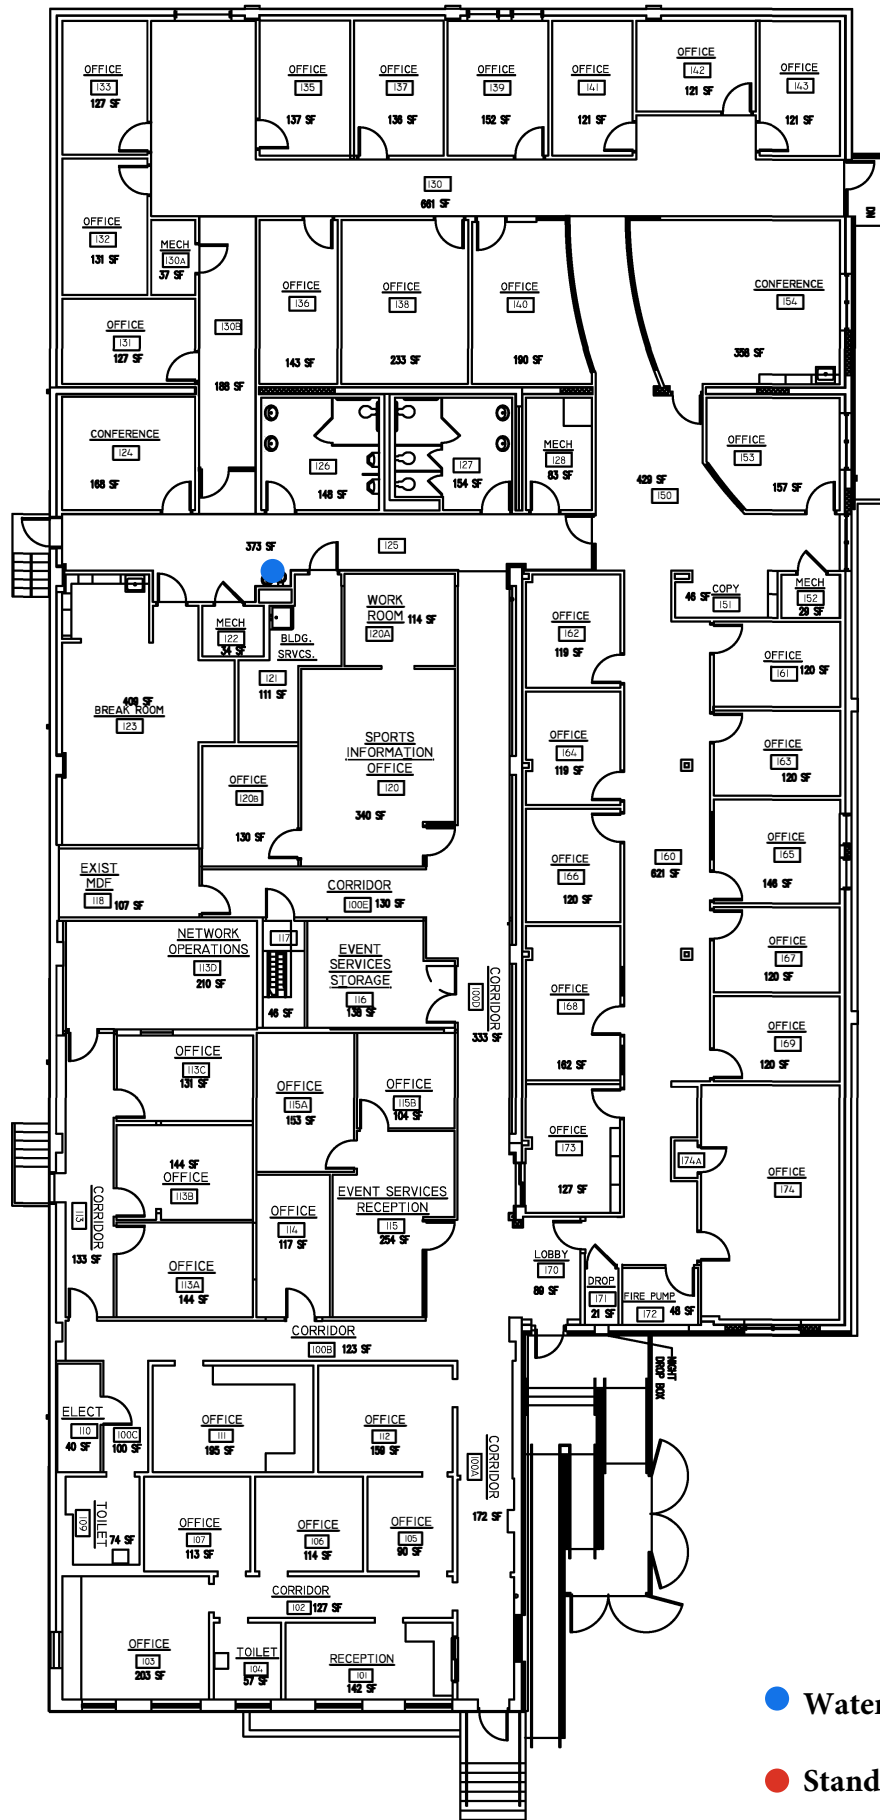 OFFICE
133
127 SF
OFFICE
135
137 SF
OFFICE
137
136 SF
OFFICE
139
152 SF
OFFICE
141
121 SF
OFFICE
142
121 SF
OFFICE
143
121 SF
130
661 SF
DN
OFFICE
132
131 SF
MECH
130A
37 SF
OFFICE
131
127 SF
130B
188 SF
OFFICE
136
143 SF
OFFICE
138
233 SF
OFFICE
140
190 SF
CONFERENCE
154
358 SF
CONFERENCE
124
168 SF
126
148 SF
127
154 SF
MECH
128
83 SF
OFFICE
153
157 SF
429 SF
150
373 SF
125
MECH
122
34 SF
BLDG.
SRVCS.
121
111 SF
WORK
ROOM
120A
114 SF
OFFICE
162
119 SF
46 SF
COPY
151
MECH
152
29 SF
409 SF
BREAK ROOM
123
OFFICE
161
120 SF
SPORTS
INFORMATION
OFFICE
120
340 SF
OFFICE
164
119 SF
OFFICE
163
120 SF
OFFICE
120B
130 SF
OFFICE
166
120 SF
160
621 SF
OFFICE
165
146 SF
EXIST
MDF
118
107 SF
CORRIDOR
100E
130 SF
NETWORK
OPERATIONS
113D
210 SF
117
46 SF
EVENT
SERVICES
STORAGE
116
138 SF
CORRIDOR
100D
333 SF
OFFICE
168
162 SF
OFFICE
167
120 SF
OFFICE
169
120 SF
OFFICE
113C
131 SF
OFFICE
115A
153 SF
OFFICE
115B
104 SF
OFFICE
173
127 SF
174A
OFFICE
174
144 SF
OFFICE
113B
CORRIDOR
113
133 SF
OFFICE
114
117 SF
EVENT SERVICES
RECEPTION
115
254 SF
OFFICE
113A
144 SF
LOBBY
170
89 SF
DROP
171
21 SF
FIRE PUMP
172
48 SF
CORRIDOR
100B
123 SF
NIGHT
DROP BOX
ELECT
110
40 SF
100C
100 SF
OFFICE
111
195 SF
OFFICE
112
159 SF
CORRIDOR
100A
172 SF
TOILET
109
74 SF
OFFICE
107
113 SF
OFFICE
106
114 SF
OFFICE
105
90 SF
CORRIDOR
102
127 SF
OFFICE
103
203 SF
TOILET
104
57 SF
RECEPTION
101
142 SF
Water
Stand